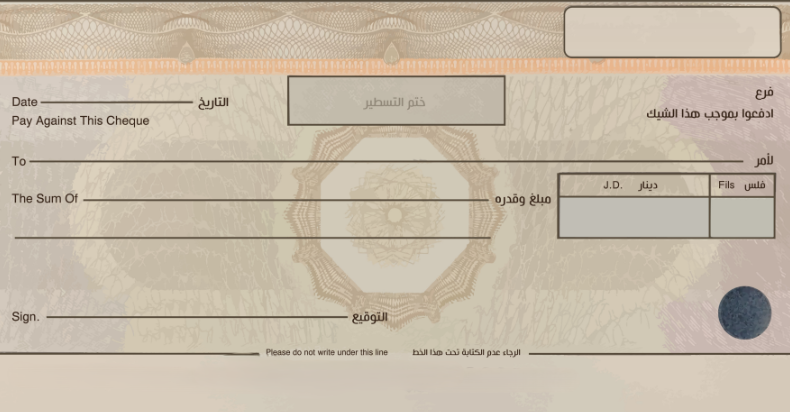 Date التاريخ
ختم التسطير
فرع
Pay Against This Cheque
ادفعوا بموجب هذا الشيك
To لأمر
The Sum Of مبلغ وقدره
J.D. دينار
Fils فلس
Sign. التوقيع
Please do not write under this line الرجاء عدم الكتابة تحت هذا الخط